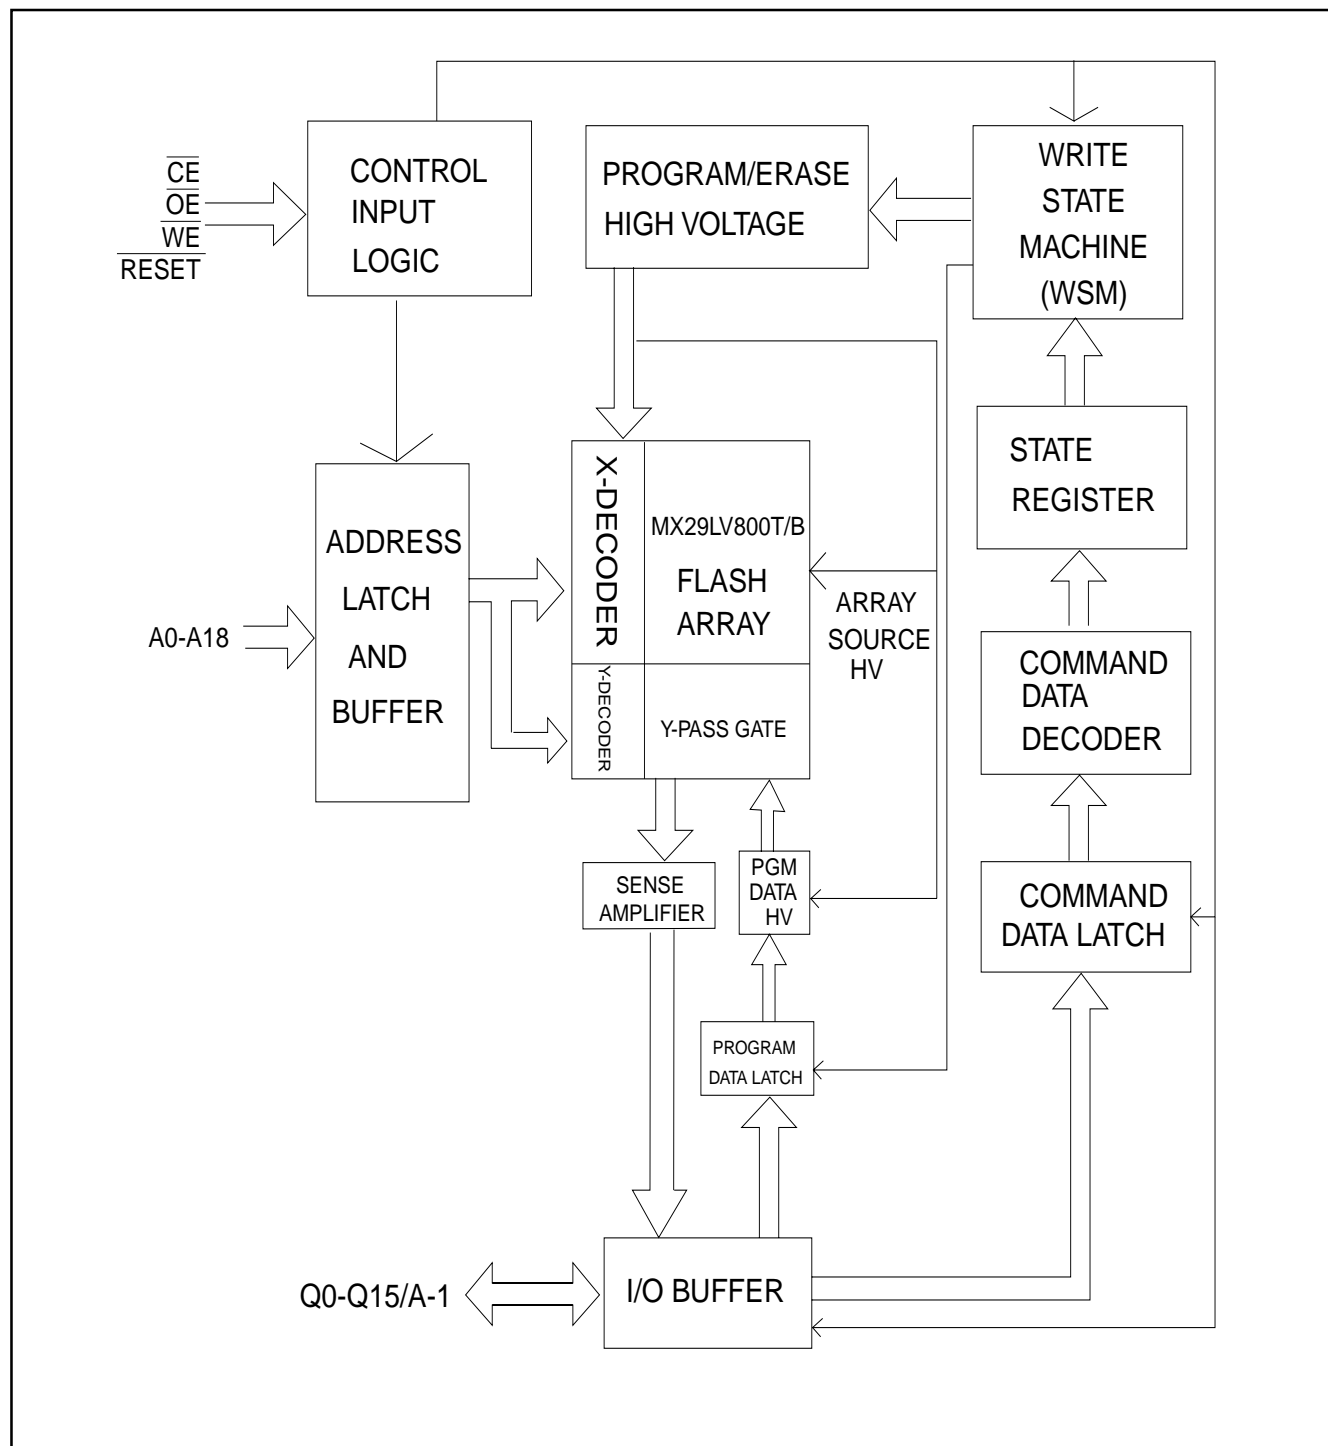 CE
OE
WE
RESET
CONTROL
INPUT
LOGIC
PROGRAM/ERASE
HIGH VOLTAGE
WRITE
STATE
MACHINE
(WSM)
STATE
REGISTER
ADDRESS
LATCH
AND
BUFFER
A0-A18
X-DECODER
MX29LV800T/B
FLASH
ARRAY
ARRAY
SOURCE
HV
Y-DECODER
Y-PASS GATE
COMMAND
DATA
DECODER
SENSE
AMPLIFIER
PGM
DATA
HV
COMMAND
DATA LATCH
PROGRAM
DATA LATCH
Q0-Q15/A-1
I/O BUFFER